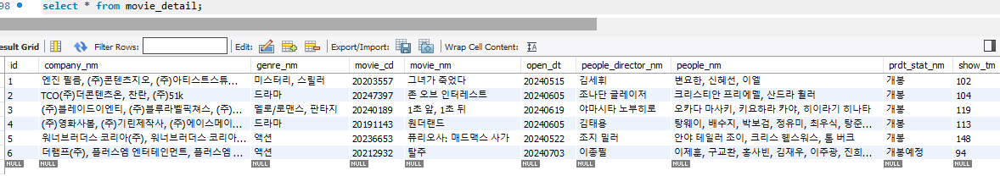 98 select * from movie_detail;
esult Grid Filter Rows: Edit: Export/Import: Wrap Cell Content:
id company_nm genre_nm movie_cd movie_nm open_dt people_director_nm people_nm prdt_stat_nm show_tm
1 엔진 필름, (주)콘텐츠지오, (주)아티스트스튜... 미스터리, 스릴러 20203557 그녀가 죽었다 20240515 김세휘 변요한, 신혜선, 이엘 개봉 102
2 TCO(주)더콘텐츠온, 찬란, (주)51k 드라마 20247397 존 오브 인터레스트 20240605 조나단 글레이저 크리스티안 프리에델, 산드라 휠러 개봉 104
3 (주)블레이드이엔티, (주)블루라벨픽쳐스, (주)... 멜로/로맨스, 판타지 20240189 1초 앞, 1초 뒤 20240619 야마시타 노부히로 오카다 마사키, 키요하라 카야, 히이라기 히나타 개봉 119
4 (주)영화사봄, (주)기린제작사, (주)에이스메이... 드라마 20191143 원더랜드 20240605 김태용 탕웨이, 배수지, 박보검, 정유미, 최우식, 탕준... 개봉 113
5 워너브러더스 코리아(주), 워너브러더스 코리아... 액션 20236653 퓨리오사: 매드맥스 사가 20240522 조지 밀러 안야 테일러 조이, 크리스 헴스워스, 톰 버크 개봉 148
6 더램프(주), 플러스엠 엔터테인먼트, 플러스엠 ... 액션 20212932 탈주 20240703 이종필 이제훈, 구교환, 홍사빈, 김재우, 이주광, 진희... 개봉예정 94
NULL NULL NULL NULL NULL NULL NULL NULL NULL NULL